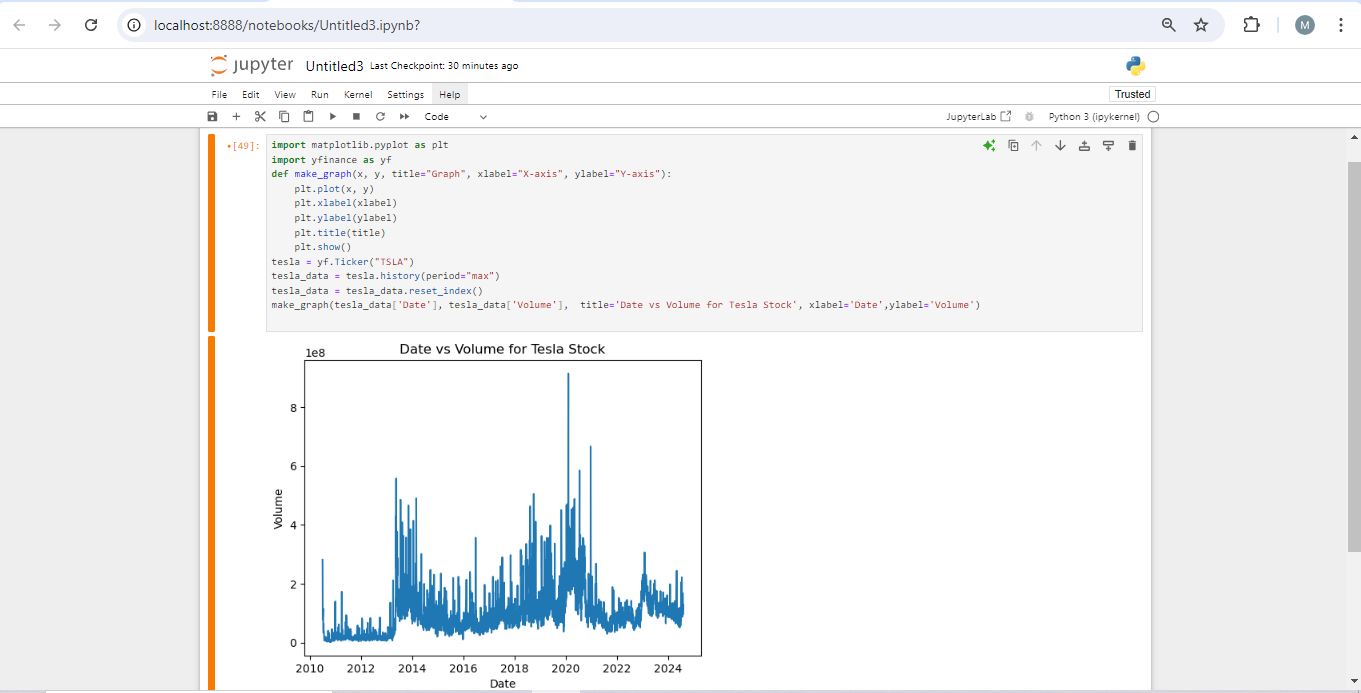 localhost:8888/notebooks/Untitled3.ipynb?
M
jupyter Untitled3 Last Checkpoint: 30 minutes ago
File Edit View Run Kernel Settings Help
Trusted
Code
JupyterLab
Python 3 (ipykernel)
•[49]:
import matplotlib.pyplot as plt
import yfinance as yf
def make_graph(x, y, title="Graph", xlabel="X-axis", ylabel="Y-axis"):
    plt.plot(x, y)
    plt.xlabel(xlabel)
    plt.ylabel(ylabel)
    plt.title(title)
    plt.show()
tesla = yf.Ticker("TSLA")
tesla_data = tesla.history(period="max")
tesla_data = tesla_data.reset_index()
make_graph(tesla_data['Date'], tesla_data['Volume'],  title='Date vs Volume for Tesla Stock', xlabel='Date',ylabel='Volume')
Date vs Volume for Tesla Stock
1e8
8
6
4
2
0
Volume
2010 2012 2014 2016 2018 2020 2022 2024
Date